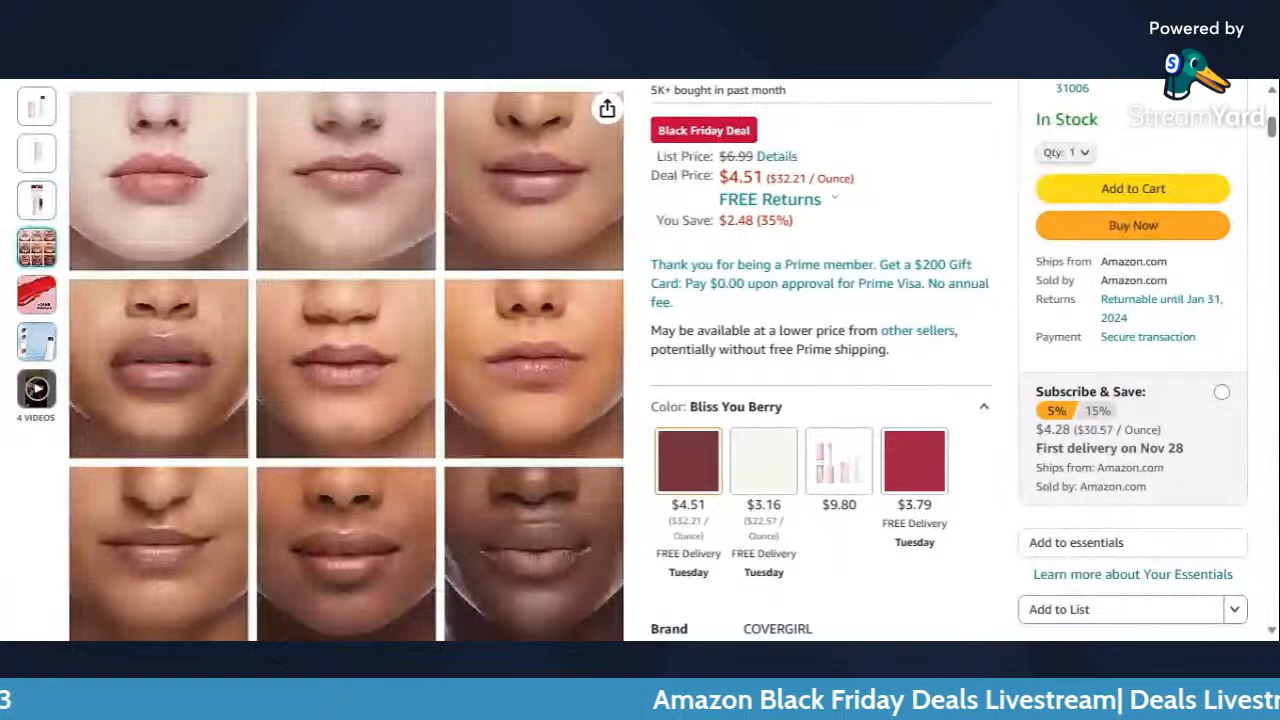 Powered by
S
StreamYard
4 VIDEOS
5K+ bought in past month
Black Friday Deal
List Price: $6.99 Details
Deal Price: $4.51 ($32.21 / Ounce)
FREE Returns
You Save: $2.48 (35%)
Thank you for being a Prime member. Get a $200 Gift
Card: Pay $0.00 upon approval for Prime Visa. No annual
fee.
May be available at a lower price from other sellers,
potentially without free Prime shipping.
Color: Bliss You Berry
$4.51
($32.21 /
Ounce)
FREE Delivery
Tuesday
$3.16
($22.57 /
Ounce)
FREE Delivery
Tuesday
$9.80
$3.79
FREE Delivery
Tuesday
Brand COVERGIRL
31006
In Stock
Qty: 1
Add to Cart
Buy Now
Ships from Amazon.com
Sold by Amazon.com
Returns Returnable until Jan 31,
2024
Payment Secure transaction
Subscribe & Save:
5% 15%
$4.28 ($30.57 / Ounce)
First delivery on Nov 28
Ships from: Amazon.com
Sold by: Amazon.com
Add to essentials
Learn more about Your Essentials
Add to List
3 Amazon Black Friday Deals Livestream| Deals Livestr